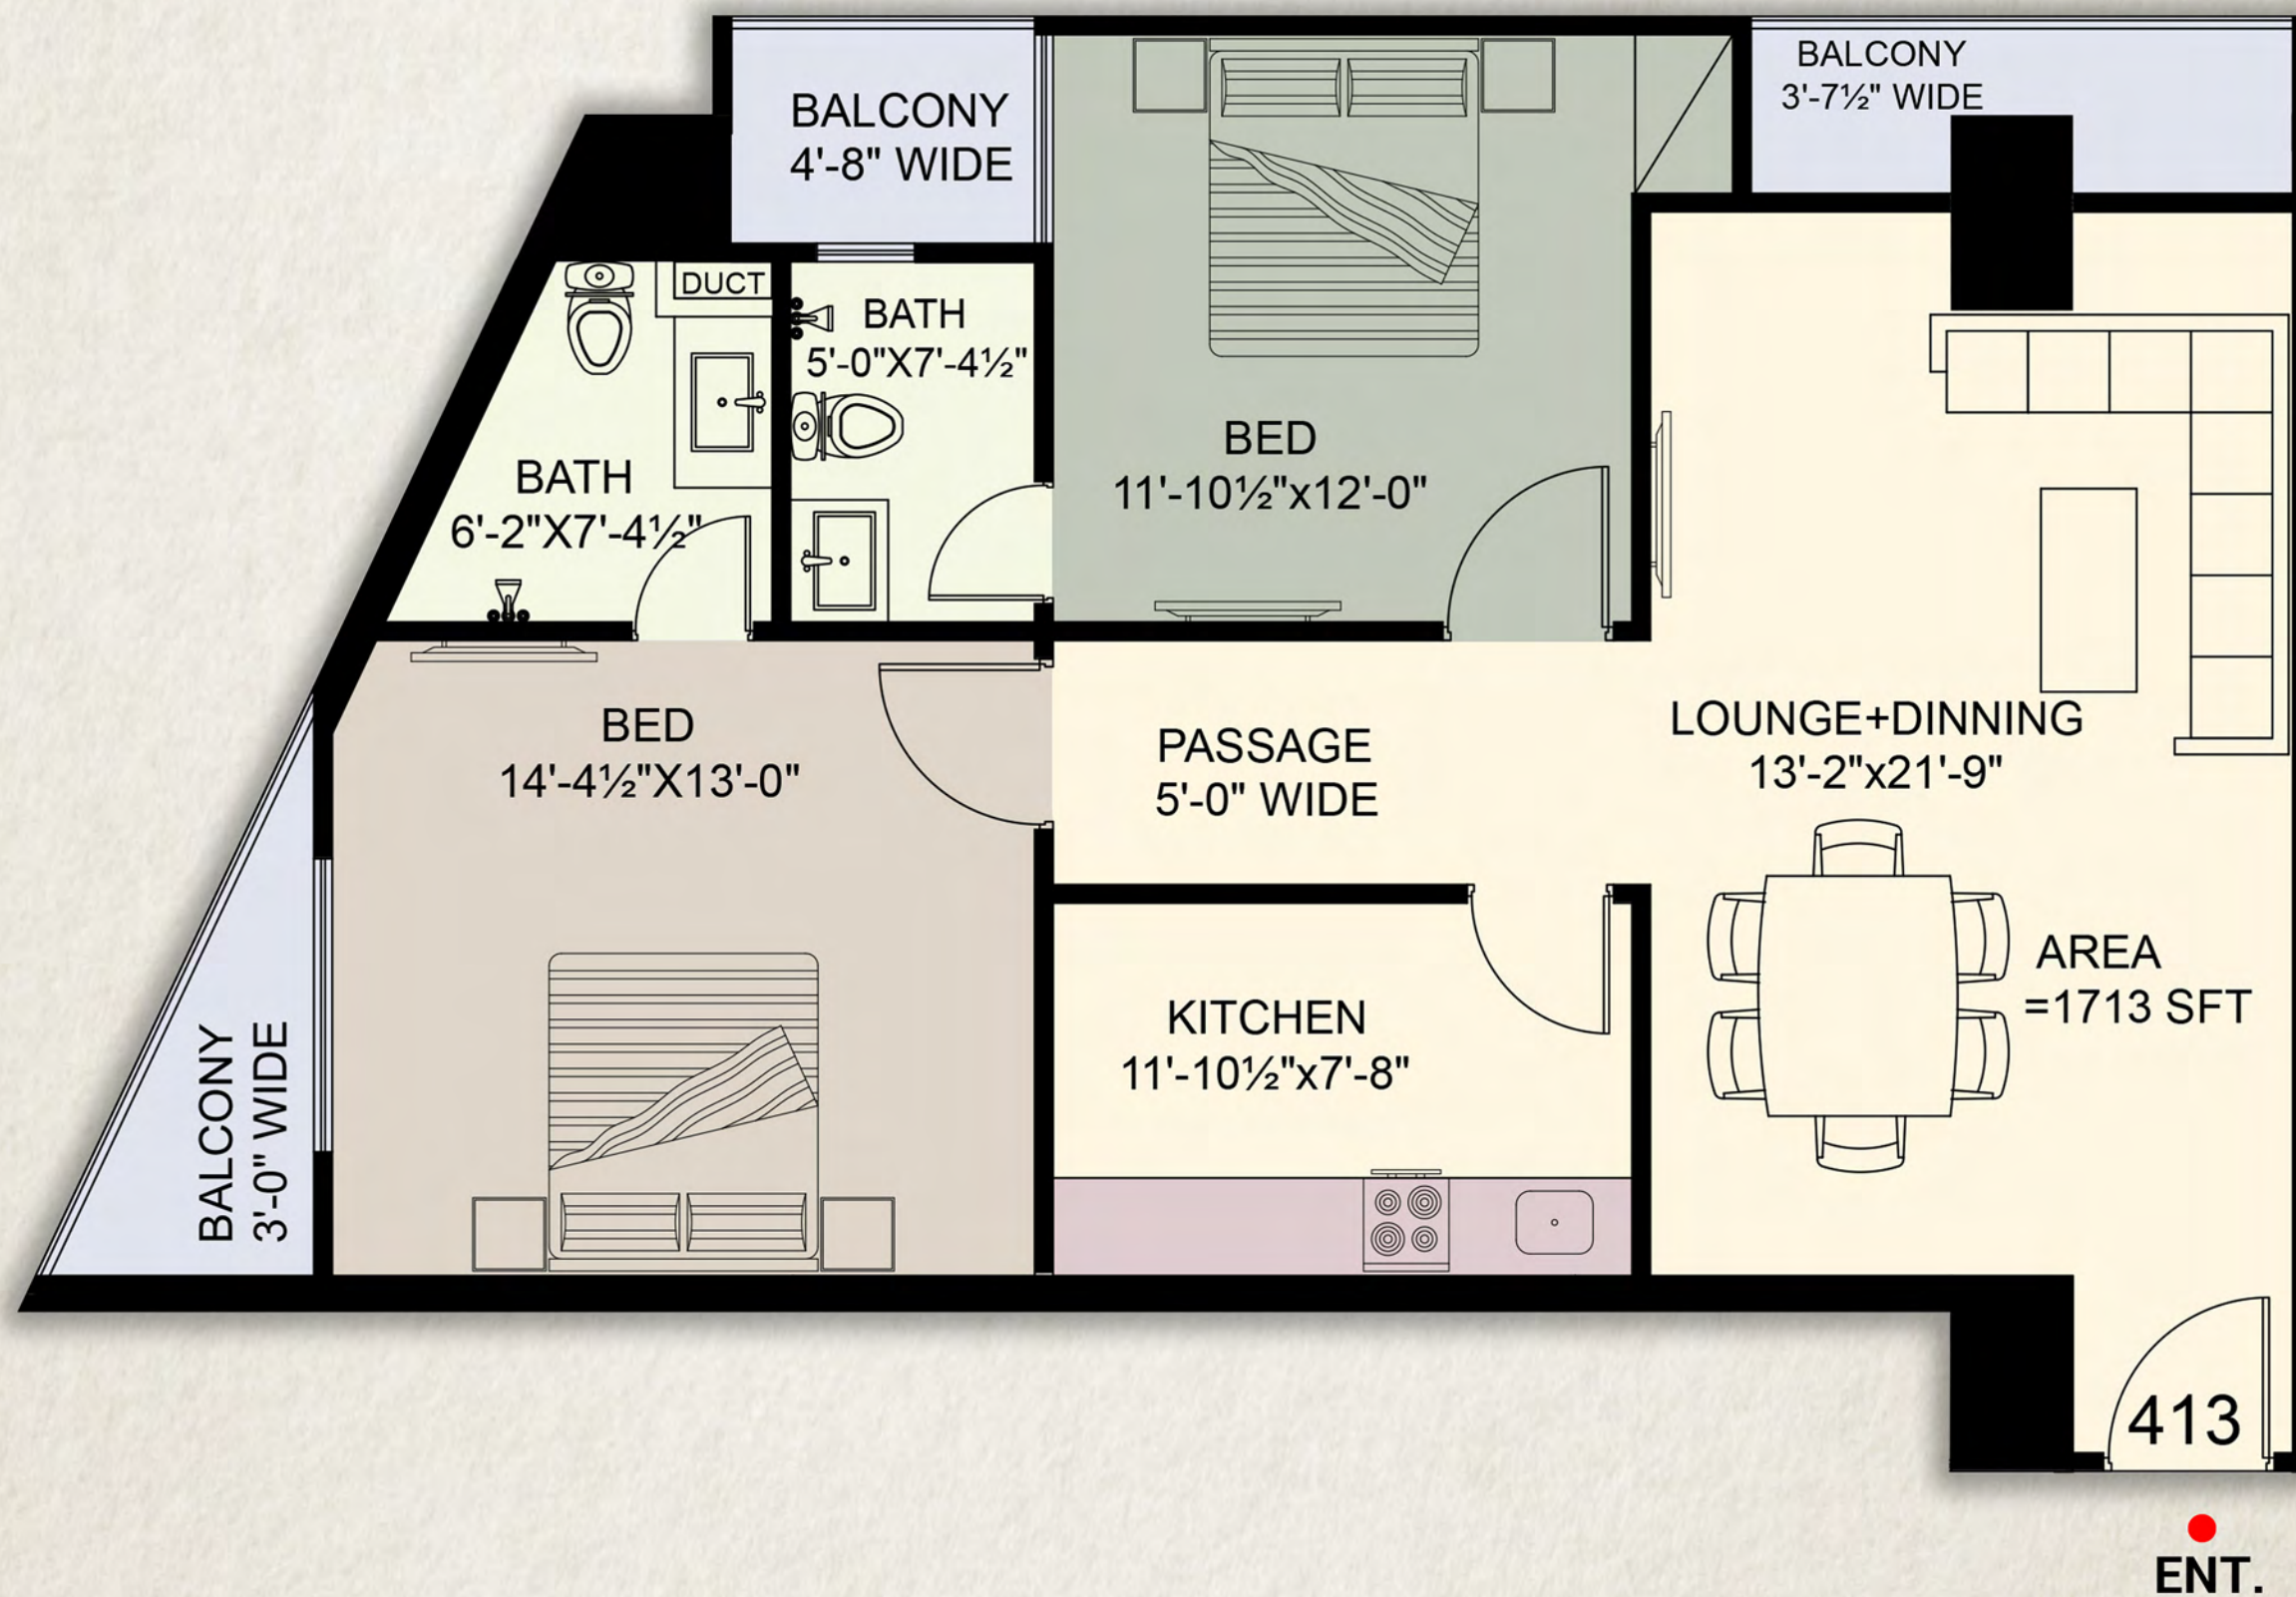 BALCONY
4'-8" WIDE
BALCONY
3'-7½" WIDE
DUCT
BATH
5'-0"X7'-4½"
BED
11'-10½"x12'-0"
BATH
6'-2"X7'-4½"
BED
14'-4½"X13'-0"
PASSAGE
5'-0" WIDE
LOUNGE+DINNING
13'-2"x21'-9"
AREA
=1713 SFT
KITCHEN
11'-10½"x7'-8"
BALCONY
3'-0" WIDE
413
ENT.